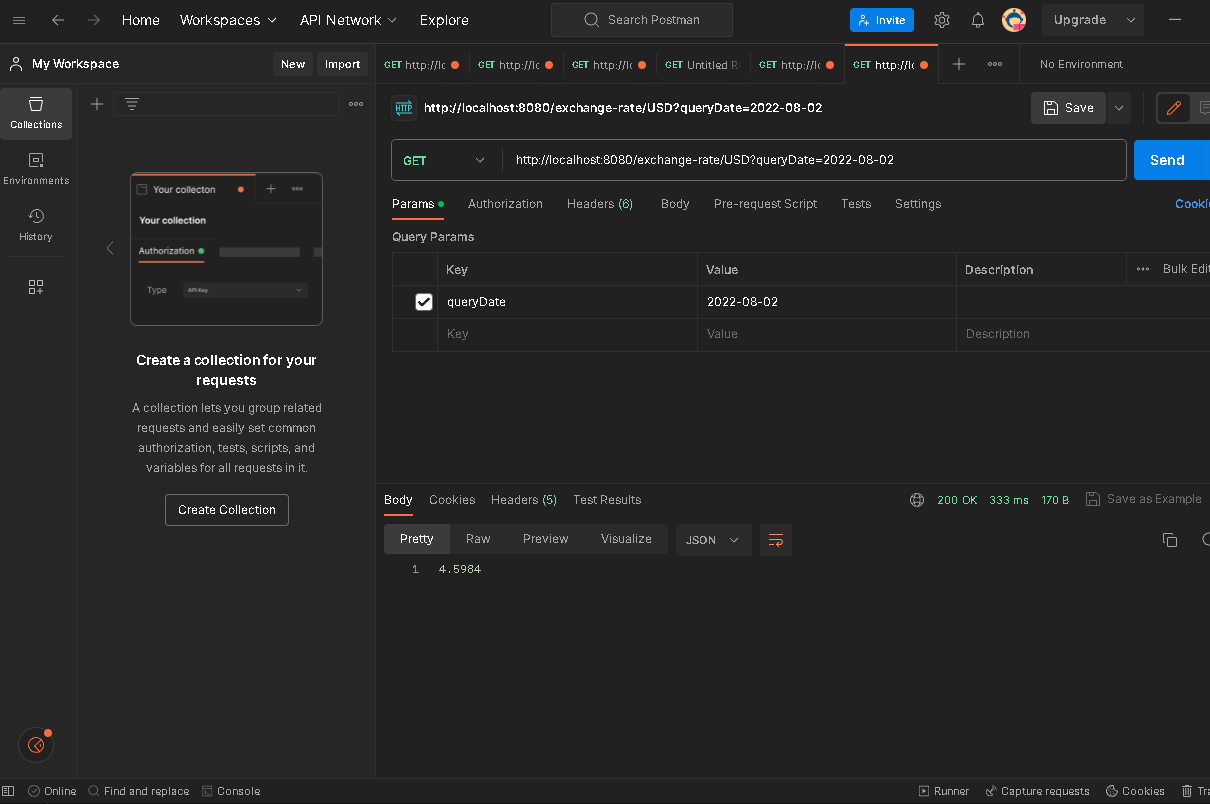 Home Workspaces API Network Explore Search Postman Invite Upgrade
My Workspace New Import GET http://lc GET http://lc GET http://lc GET Untitled R GET http://lc GET http://lc No Environment
Collections
Environments
History
Your collecton
Your collection
Authorization
Type API Key
Create a collection for your
requests
A collection lets you group related
requests and easily set common
authorization, tests, scripts, and
variables for all requests in it.
Create Collection
HTTP http://localhost:8080/exchange-rate/USD?queryDate=2022-08-02 Save
GET http://localhost:8080/exchange-rate/USD?queryDate=2022-08-02 Send
Params Authorization Headers (6) Body Pre-request Script Tests Settings Cooki
Query Params
Key Value Description Bulk Edit
queryDate 2022-08-02
Key Value Description
Body Cookies Headers (5) Test Results 200 OK 333 ms 170 B Save as Example
Pretty Raw Preview Visualize JSON
1 4.5984
Online Find and replace Console Runner Capture requests Cookies Tr